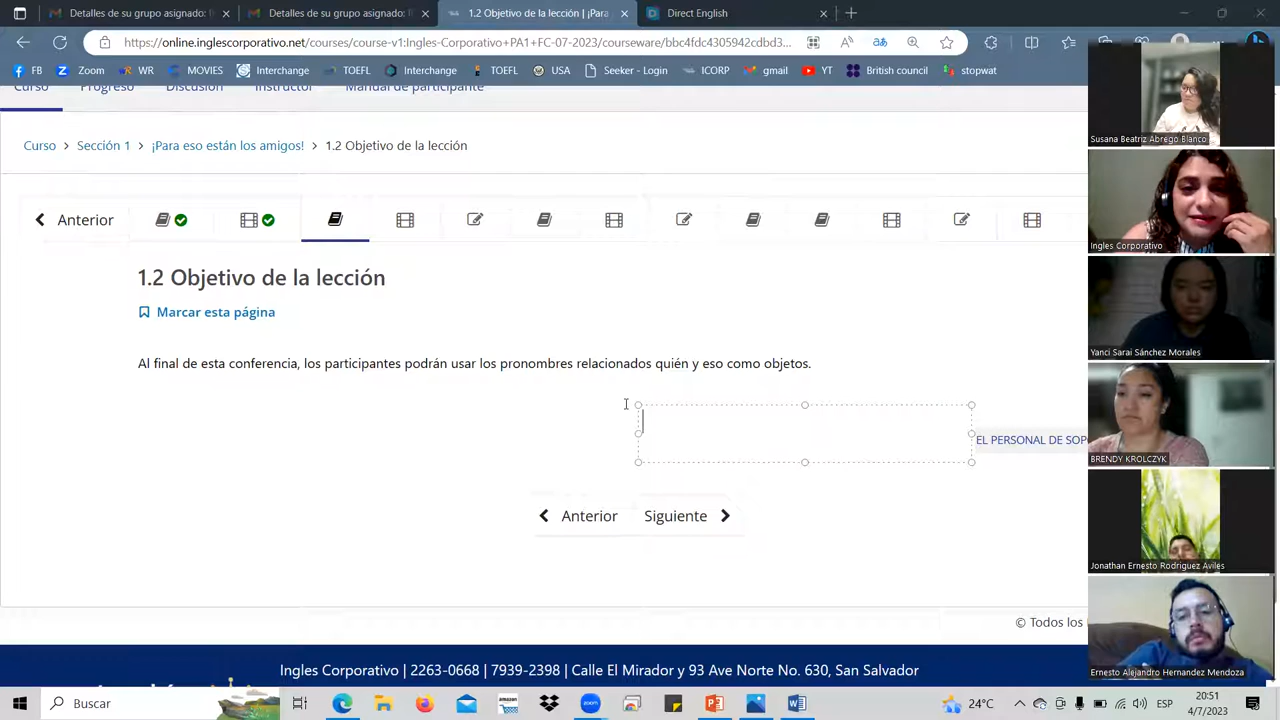 Detalles de su grupo asignado:
Detalles de su grupo asignado:
1.2 Objetivo de la lección | ¡Para
Direct English
https://online.inglescorporativo.net/courses/course-v1:Ingles-Corporativo+PA1+FC-07-2023/courseware/bbc4fdc4305942cdbd3...
FB
Zoom
WR
MOVIES
Interchange
TOEFL
Interchange
TOEFL
USA
Seeker - Login
ICORP
gmail
YT
British council
stopwat
Curso
Progreso
Discusión
Instructor
Manual de participante
Curso > Sección 1 > ¡Para eso están los amigos! > 1.2 Objetivo de la lección
Anterior
1.2 Objetivo de la lección
Marcar esta página
Al final de esta conferencia, los participantes podrán usar los pronombres relacionados quién y eso como objetos.
EL PERSONAL DE SOP
Anterior
Siguiente
© Todos los
Ingles Corporativo | 2263-0668 | 7939-2398 | Calle El Mirador y 93 Ave Norte No. 630, San Salvador
Susana Beatriz Abrego Blanco
Ingles Corporativo
Yanci Sarai Sánchez Morales
BRENDY KROLCZYK
Jonathan Ernesto Rodriguez Aviles
Ernesto Alejandro Hernandez Mendoza
Buscar
24°C
ESP
20:51
4/7/2023